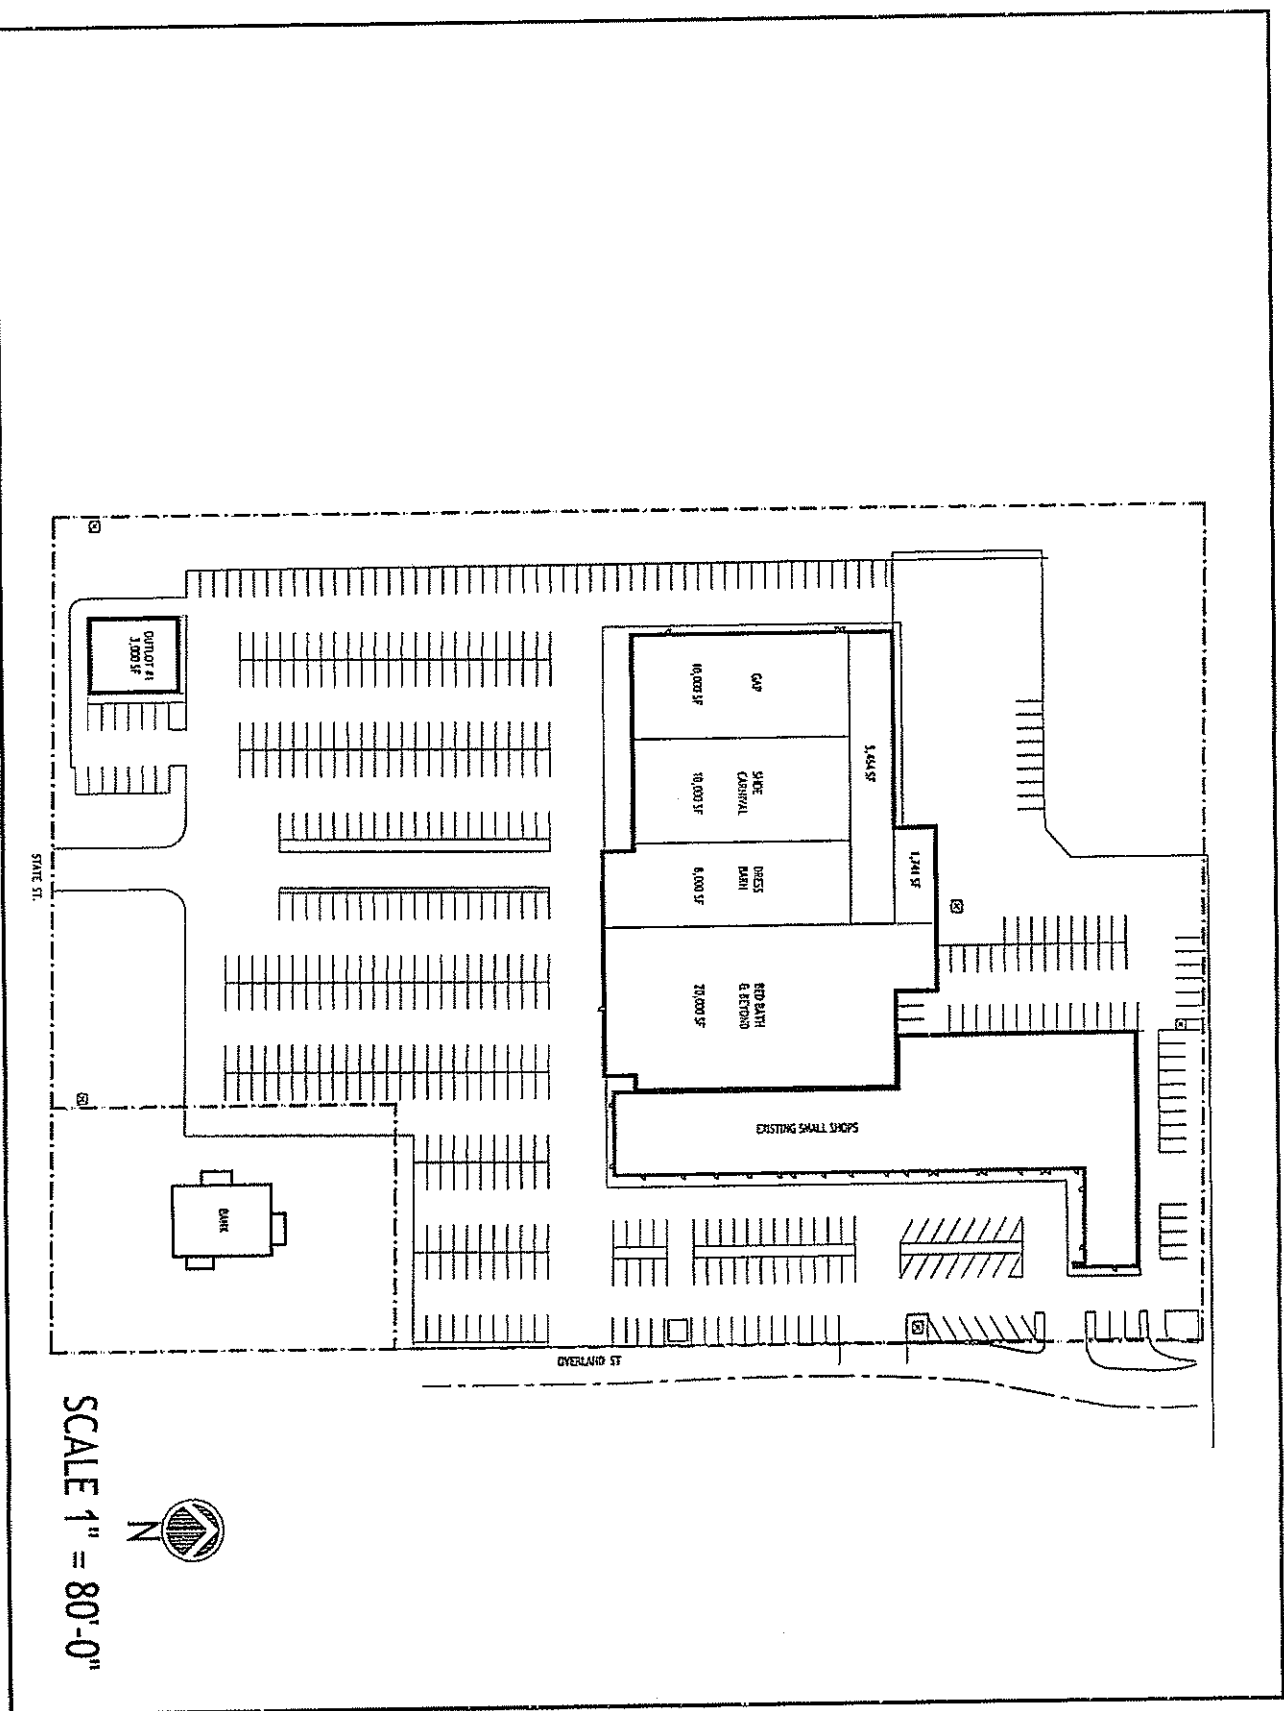 OUTLOT #1
3,000 SF
GAP
10,000 SF
SHOE
CARNIVAL
10,000 SF
DRESS
BARN
8,000 SF
5,464 SF
1,741 SF
BED BATH
& BEYOND
20,000 SF
EXISTING SMALL SHOPS
BANK
STATE ST.
OVERLAND ST
N
SCALE 1" = 80'-0"